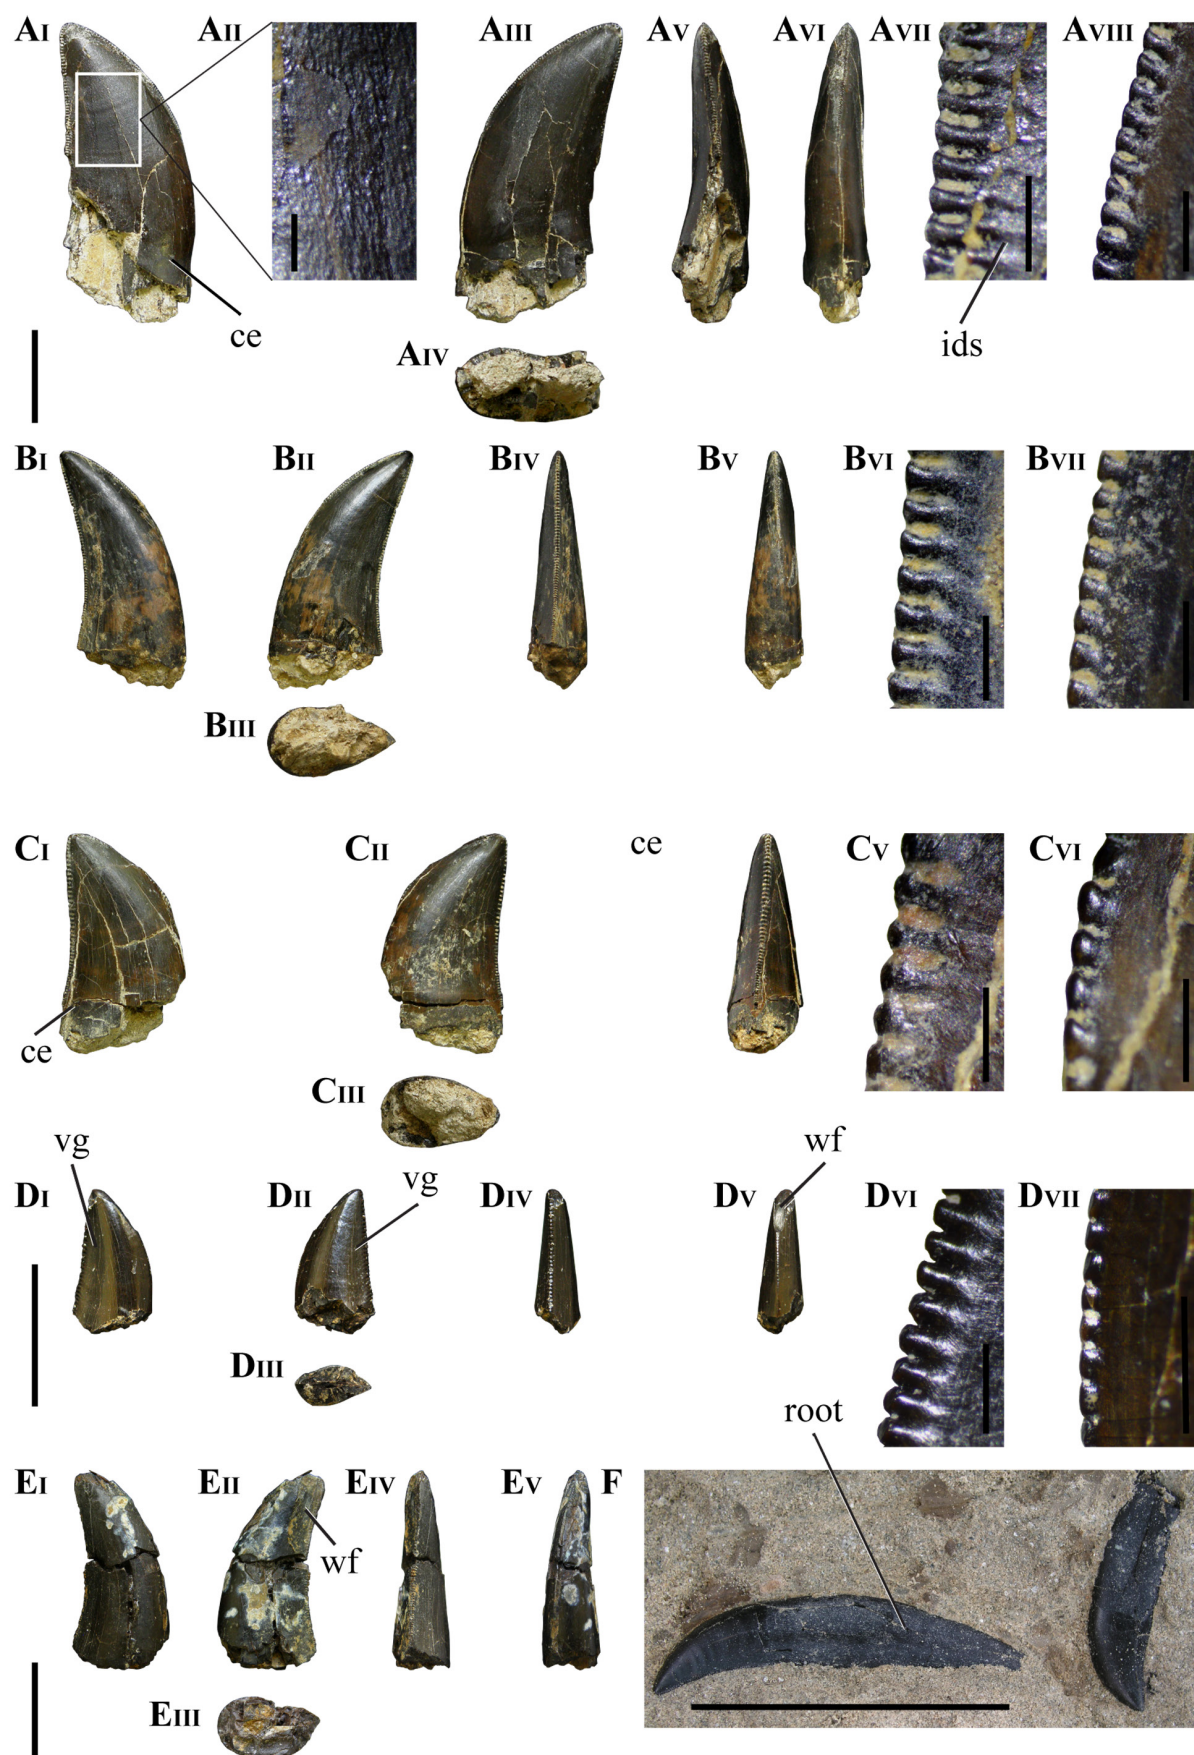 AI AII AIII AV AVI AVII AVIII
ce
ids
AIV
BI BII BIV BV BVI BVII
BIII
CI CII ce CV CVI
ce
CIII
vg
vg
wf
DI DII DIV DV DVI DVII
DIII
root
EI EII EIV EV F
wf
EIII